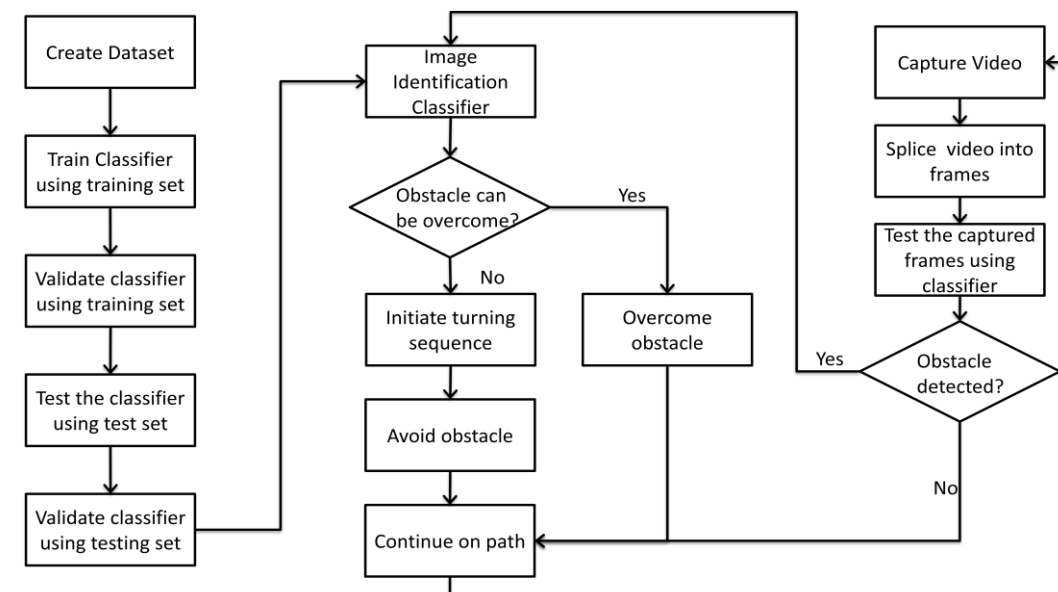 Create Dataset
Train Classifier
using training set
Validate classifier
using training set
Test the classifier
using test set
Validate classifier
using testing set
Image
Identification
Classifier
Obstacle can
be overcome?
Yes
No
Initiate turning
sequence
Overcome
obstacle
Avoid obstacle
Continue on path
Capture Video
Splice video into
frames
Test the captured
frames using
classifier
Obstacle
detected?
Yes
No